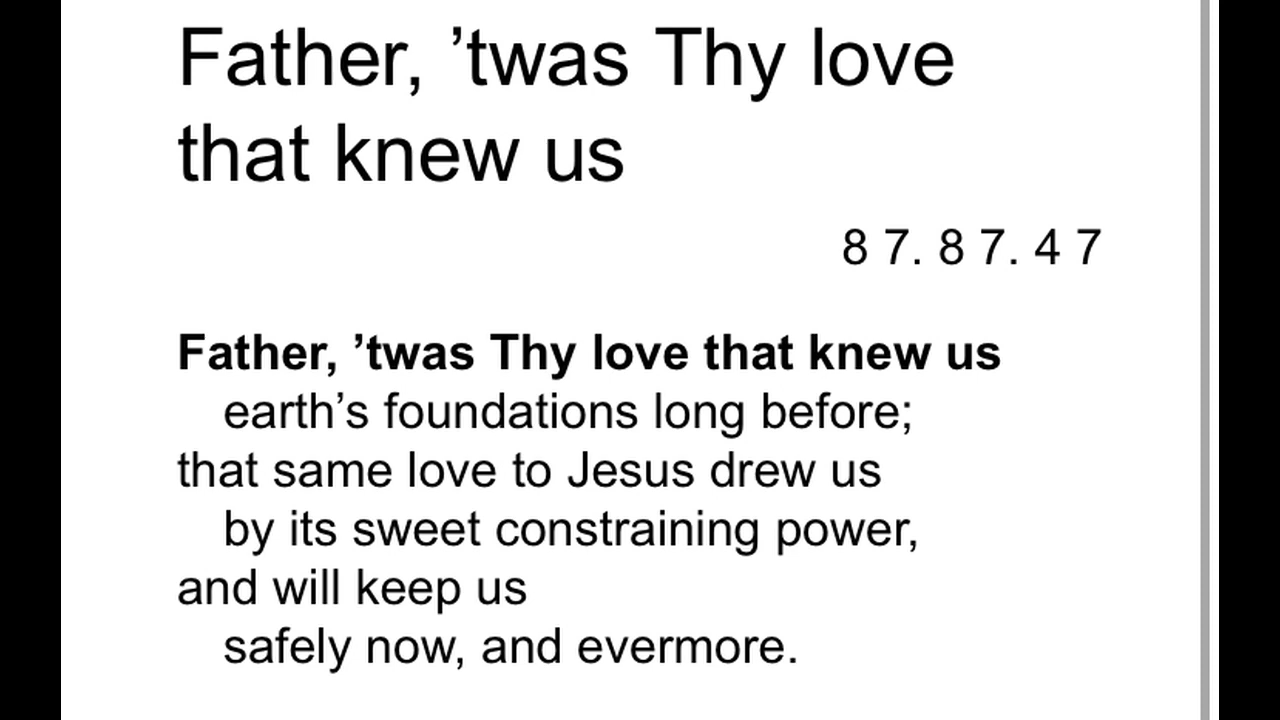 Father, ’twas Thy love
that knew us
8 7. 8 7. 4 7
Father, ’twas Thy love that knew us
earth’s foundations long before;
that same love to Jesus drew us
by its sweet constraining power,
and will keep us
safely now, and evermore.